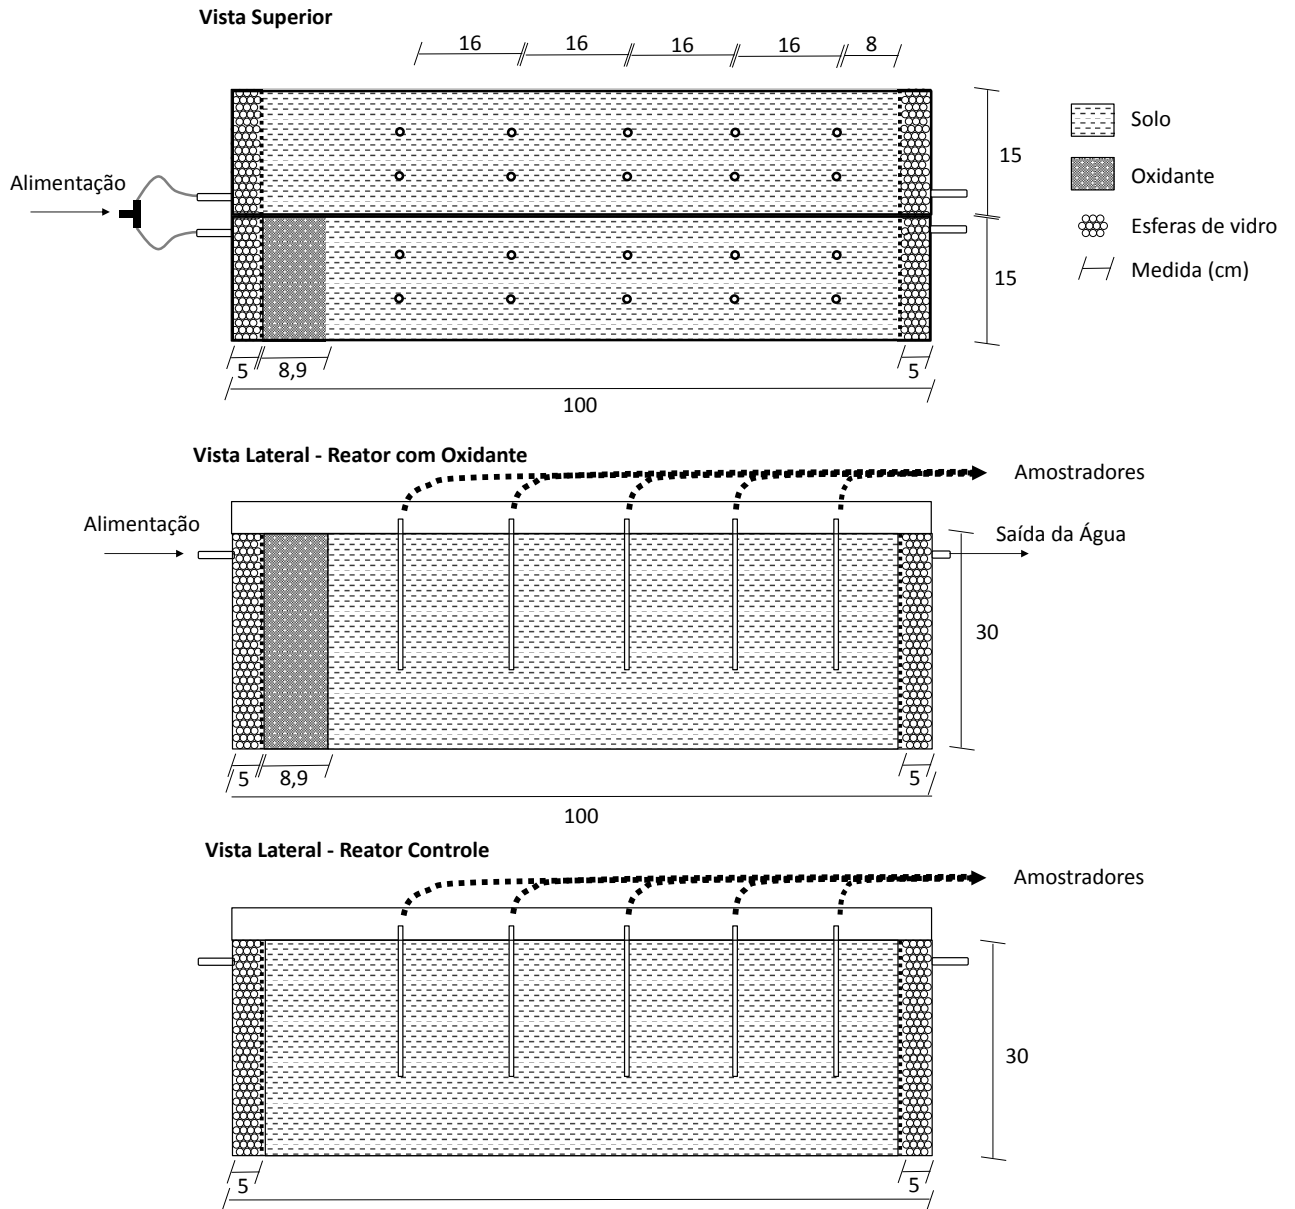 Vista Superior
16 16 16 16 8
Alimentação
15
15
Solo
Oxidante
Esferas de vidro
Medida (cm)
5 8,9 5
100
Vista Lateral - Reator com Oxidante
Amostradores
Alimentação
Saída da Água
30
5 8,9 5
100
Vista Lateral - Reator Controle
Amostradores
30
5 5